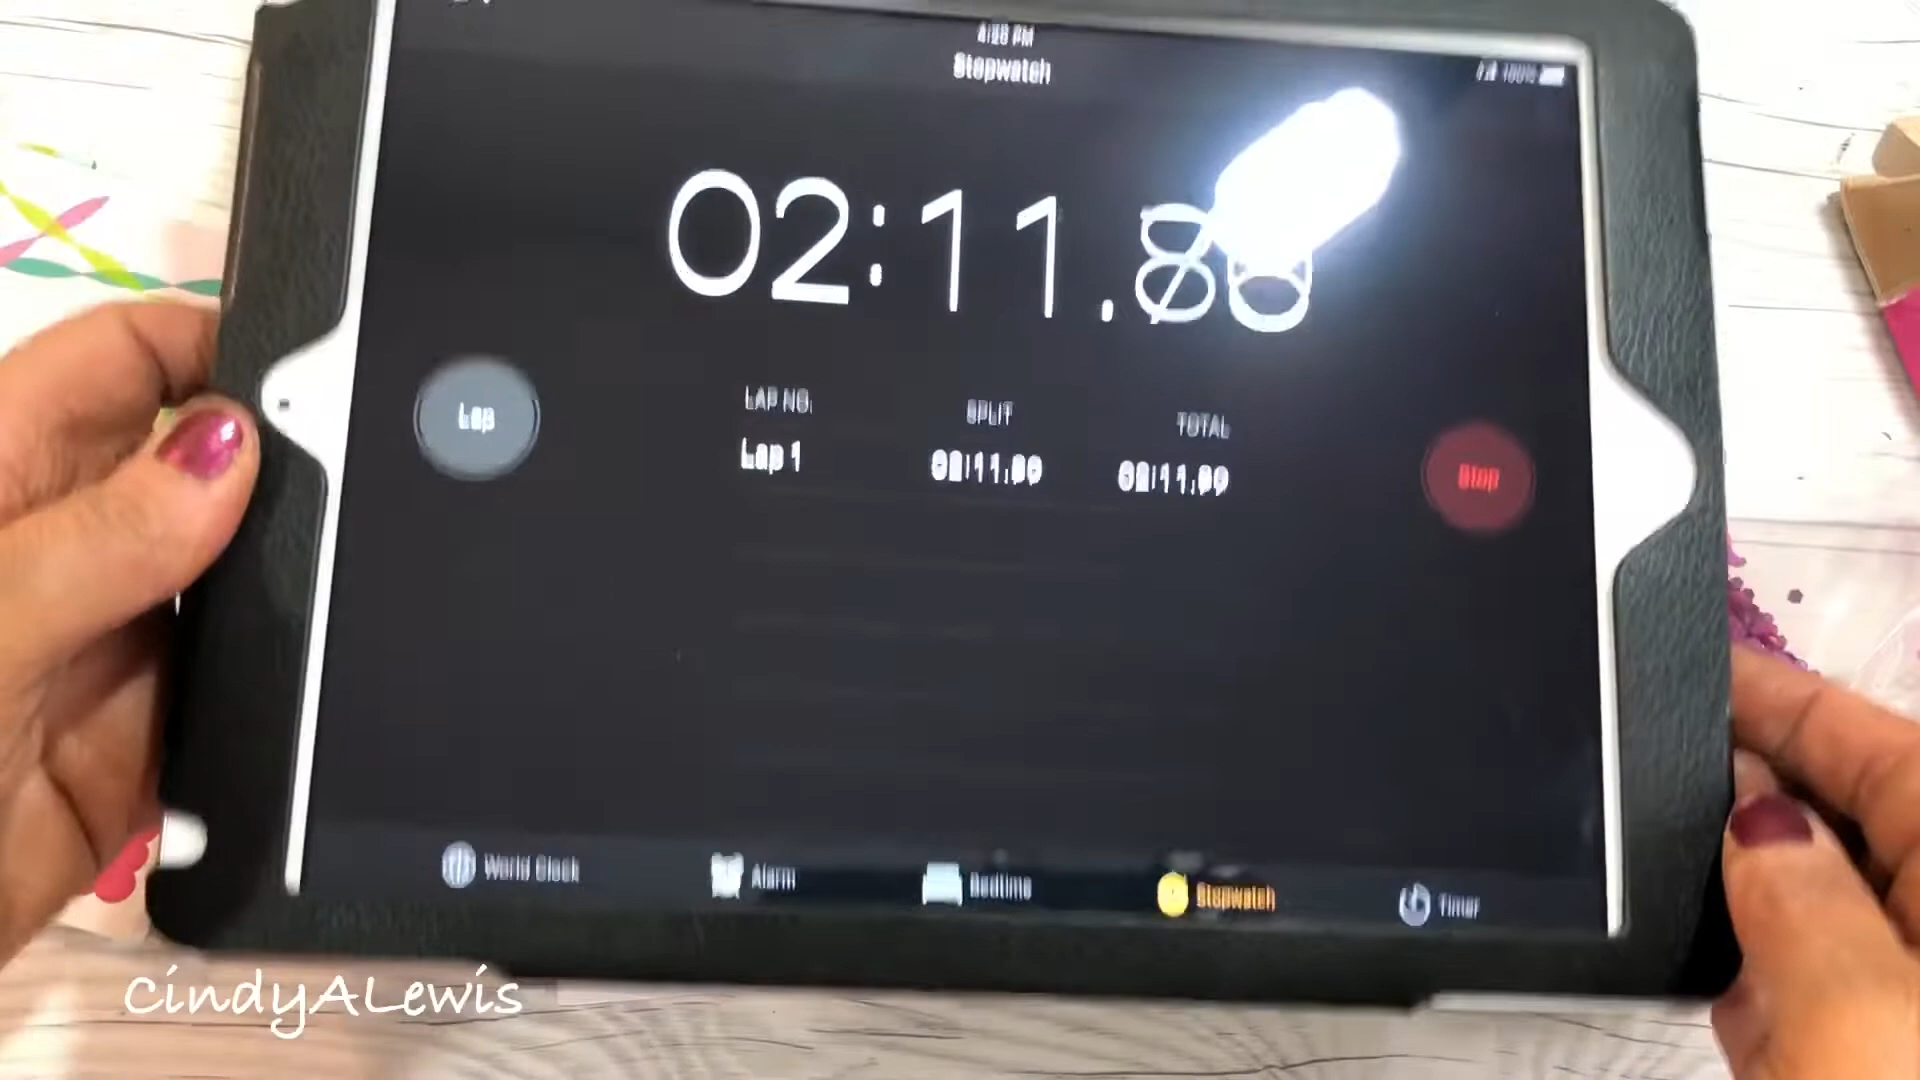 Stopwatch
02:11.
Lap
LAP NO.
SPLIT
TOTAL
Lap 1
Stop
World Clock
Alarm
Bedtime
Stopwatch
Timer
CindyALewis